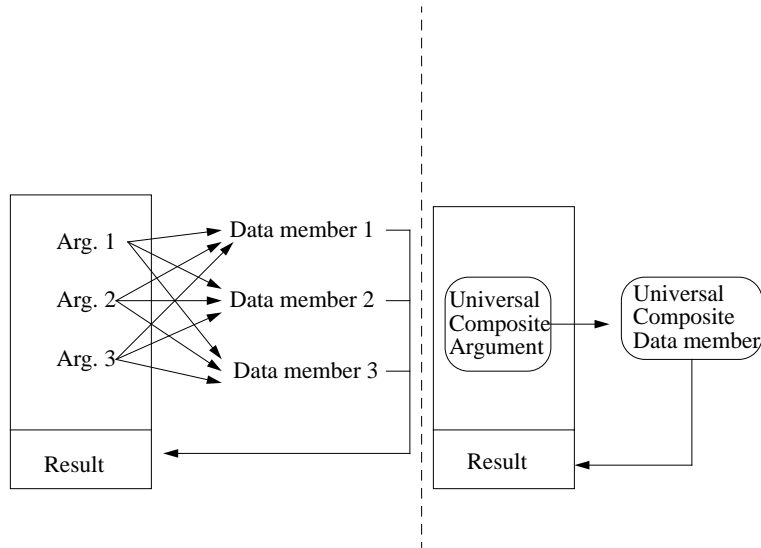 Arg. 1
Arg. 2
Arg. 3
Result
Data member 1
Data member 2
Data member 3
Universal
Composite
Argument
Result
Universal
Composite
Data member